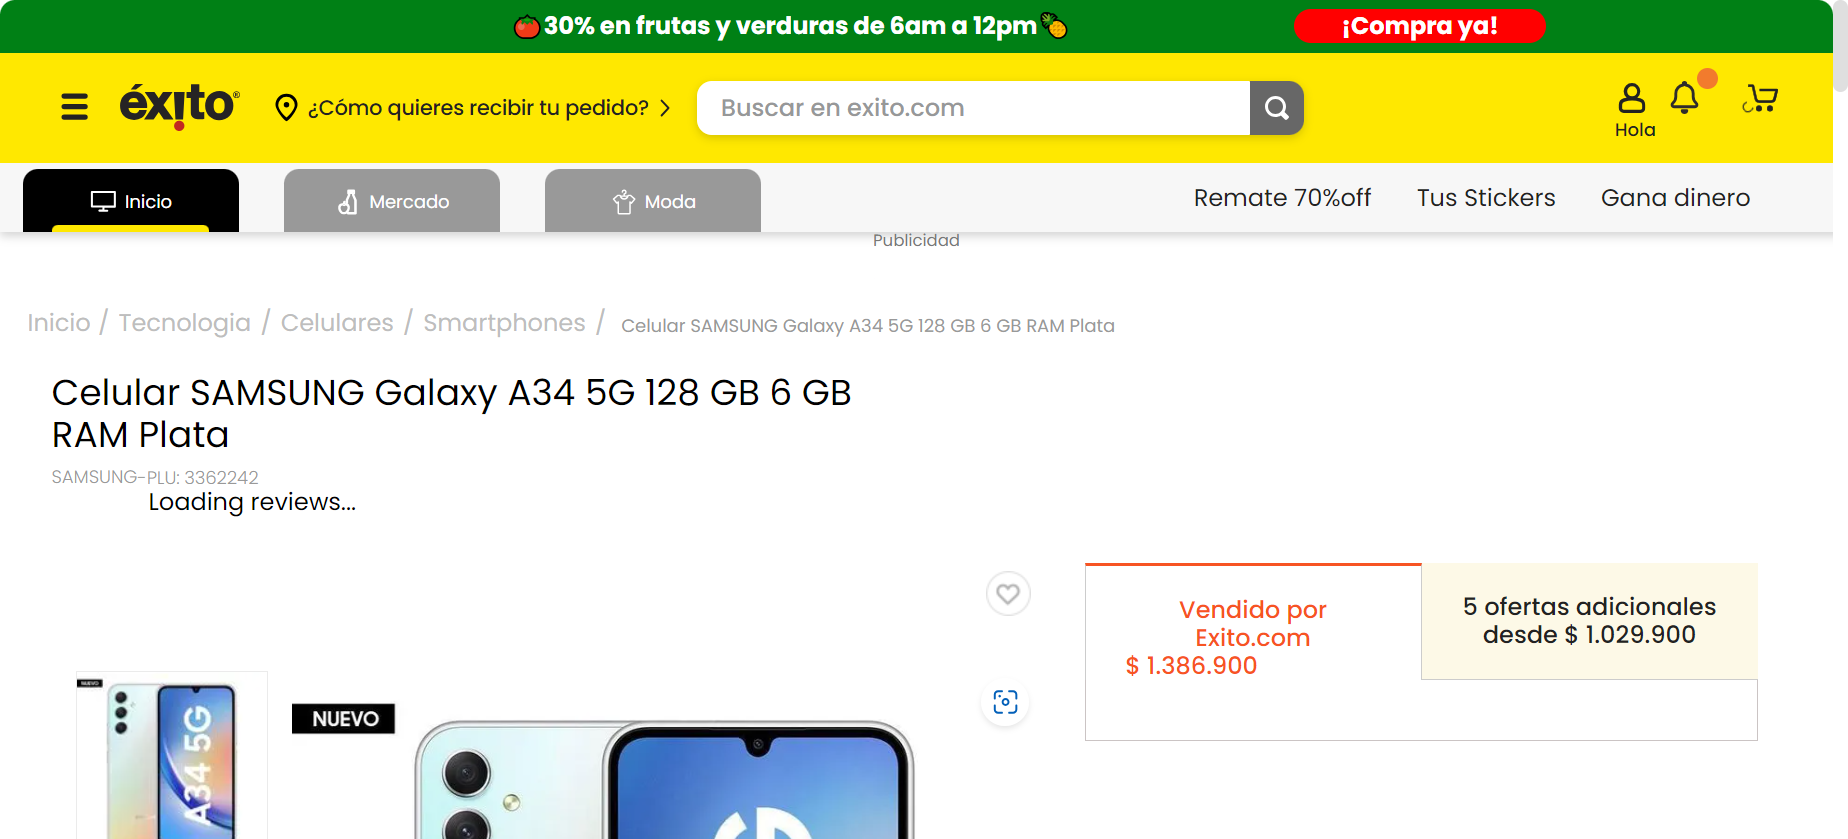 30% en frutas y verduras de 6am a 12pm
¡Compra ya!
éxito®
¿Cómo quieres recibir tu pedido?
Buscar en exito.com
Hola
Inicio
Mercado
Moda
Remate 70%off
Tus Stickers
Gana dinero
Publicidad
Inicio / Tecnologia / Celulares / Smartphones / Celular SAMSUNG Galaxy A34 5G 128 GB 6 GB RAM Plata
Celular SAMSUNG Galaxy A34 5G 128 GB 6 GB
RAM Plata
SAMSUNG-PLU: 3362242
Loading reviews...
Vendido por
Exito.com
$ 1.386.900
5 ofertas adicionales
desde $ 1.029.900
NUEVO
A34 5G
NUEVO